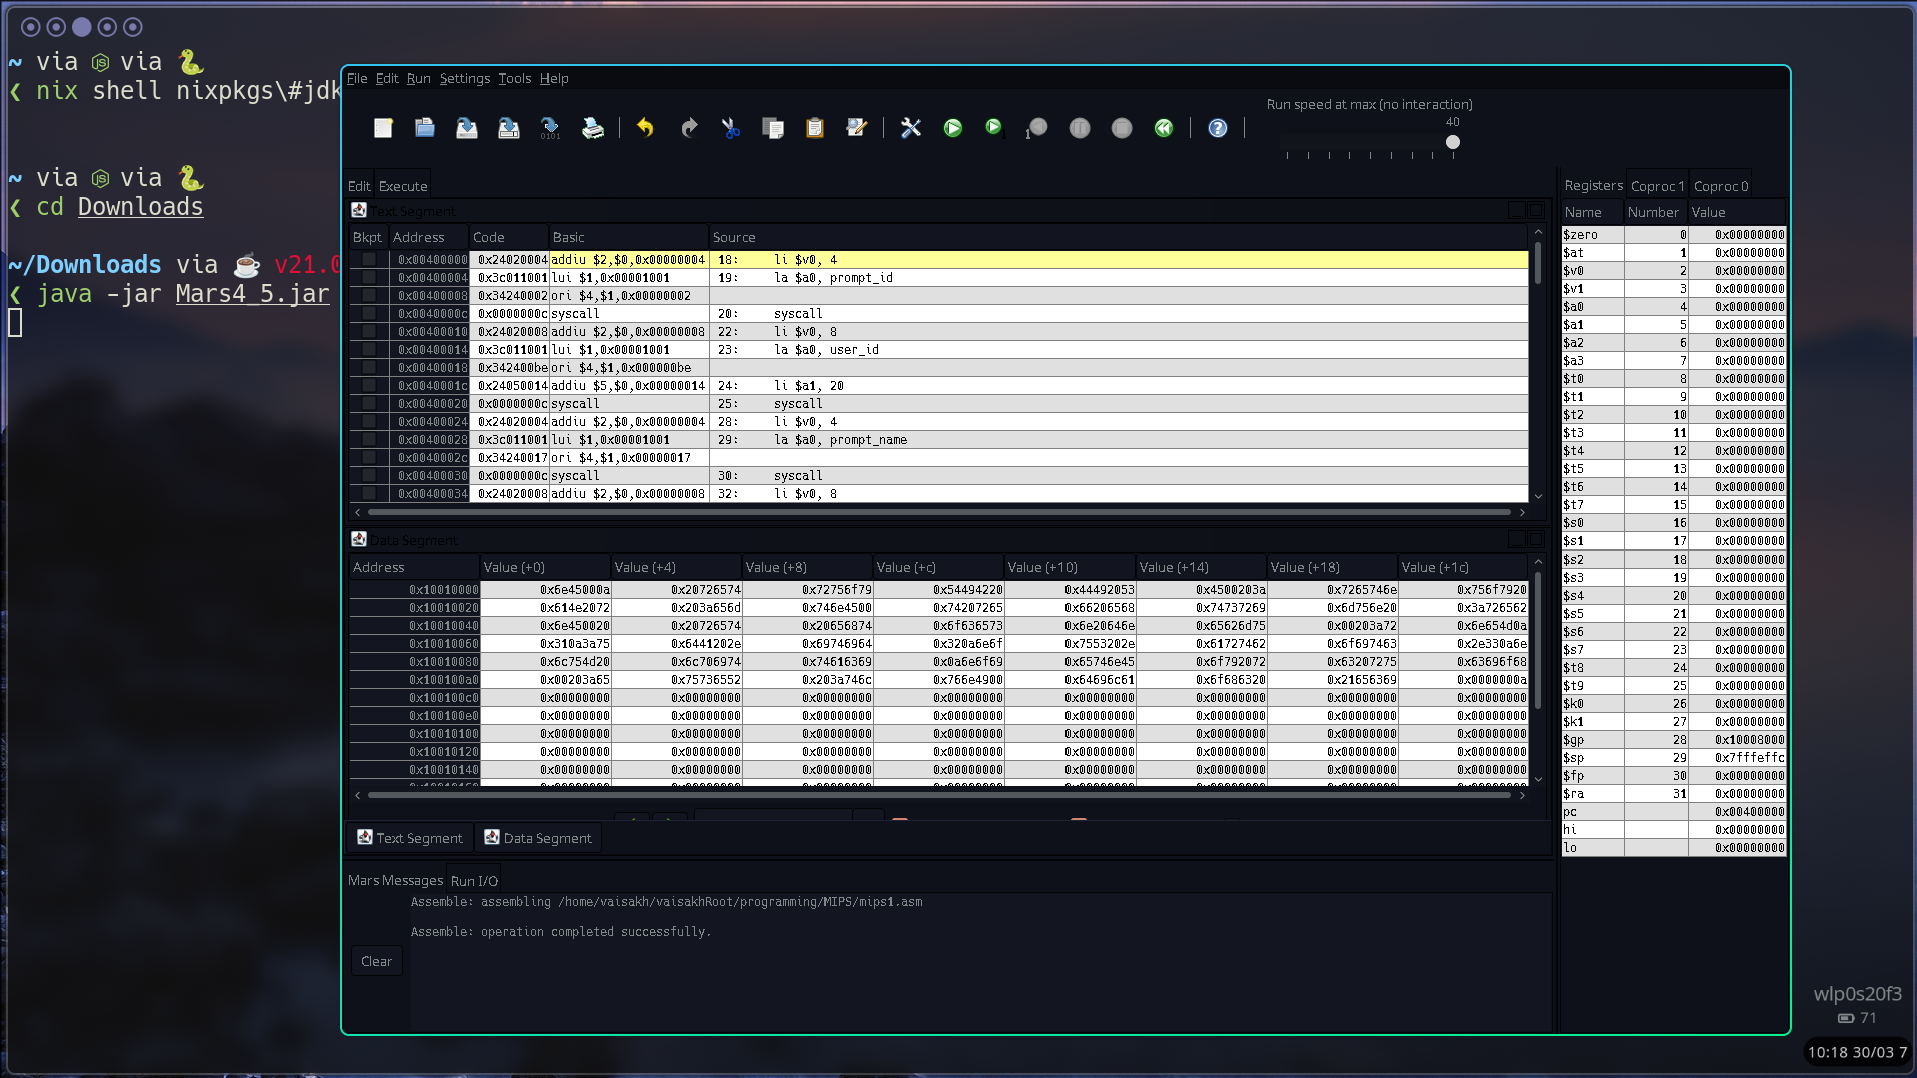 ~ via via
❮ nix shell nixpkgs\#jdk
~ via via
❮ cd Downloads
~/Downloads via v21.0
❮ java -jar Mars4_5.jar
File Edit Run Settings Tools Help
Run speed at max (no interaction)
40
Edit Execute
Text Segment
Bkpt Address Code Basic Source
0x00400000 0x24020004 addiu $2,$0,0x00000004 18: li $v0, 4
0x00400004 0x3c011001 lui $1,0x00001001 19: la $a0, prompt_id
0x00400008 0x34240002 ori $4,$1,0x00000002
0x0040000c 0x0000000c syscall 20: syscall
0x00400010 0x24020008 addiu $2,$0,0x00000008 22: li $v0, 8
0x00400014 0x3c011001 lui $1,0x00001001 23: la $a0, user_id
0x00400018 0x342400be ori $4,$1,0x000000be
0x0040001c 0x24050014 addiu $5,$0,0x00000014 24: li $a1, 20
0x00400020 0x0000000c syscall 25: syscall
0x00400024 0x24020004 addiu $2,$0,0x00000004 28: li $v0, 4
0x00400028 0x3c011001 lui $1,0x00001001 29: la $a0, prompt_name
0x0040002c 0x34240017 ori $4,$1,0x00000017
0x00400030 0x0000000c syscall 30: syscall
0x00400034 0x24020008 addiu $2,$0,0x00000008 32: li $v0, 8
Data Segment
Address Value (+0) Value (+4) Value (+8) Value (+c) Value (+10) Value (+14) Value (+18) Value (+1c)
0x10010000 0x6e45000a 0x20726574 0x72756f79 0x54494220 0x44492053 0x4500203a 0x7265746e 0x756f7920
0x10010020 0x614e2072 0x203a656d 0x746e4500 0x74207265 0x66206568 0x74737269 0x6d756e20 0x3a726562
0x10010040 0x6e450020 0x20726574 0x20656874 0x6f636573 0x6e20646e 0x65626d75 0x00203a72 0x6e654d0a
0x10010060 0x310a3a75 0x6441202e 0x69746964 0x320a6e6f 0x7553202e 0x61727462 0x6f697463 0x2e330a6e
0x10010080 0x6c754d20 0x6c706974 0x74616369 0x0a6e6f69 0x65746e45 0x6f792072 0x63207275 0x63696f68
0x100100a0 0x00203a65 0x75736552 0x203a746c 0x766e4900 0x64696c61 0x6f686320 0x21656369 0x0000000a
0x100100c0 0x00000000 0x00000000 0x00000000 0x00000000 0x00000000 0x00000000 0x00000000 0x00000000
0x100100e0 0x00000000 0x00000000 0x00000000 0x00000000 0x00000000 0x00000000 0x00000000 0x00000000
0x10010100 0x00000000 0x00000000 0x00000000 0x00000000 0x00000000 0x00000000 0x00000000 0x00000000
0x10010120 0x00000000 0x00000000 0x00000000 0x00000000 0x00000000 0x00000000 0x00000000 0x00000000
0x10010140 0x00000000 0x00000000 0x00000000 0x00000000 0x00000000 0x00000000 0x00000000 0x00000000
Text Segment Data Segment
Mars Messages Run I/O
Assemble: assembling /home/vaisakh/vaisakhRoot/programming/MIPS/mips1.asm
Assemble: operation completed successfully.
Clear
Registers Coproc 1 Coproc 0
Name Number Value
$zero 0 0x00000000
$at 1 0x00000000
$v0 2 0x00000000
$v1 3 0x00000000
$a0 4 0x00000000
$a1 5 0x00000000
$a2 6 0x00000000
$a3 7 0x00000000
$t0 8 0x00000000
$t1 9 0x00000000
$t2 10 0x00000000
$t3 11 0x00000000
$t4 12 0x00000000
$t5 13 0x00000000
$t6 14 0x00000000
$t7 15 0x00000000
$s0 16 0x00000000
$s1 17 0x00000000
$s2 18 0x00000000
$s3 19 0x00000000
$s4 20 0x00000000
$s5 21 0x00000000
$s6 22 0x00000000
$s7 23 0x00000000
$t8 24 0x00000000
$t9 25 0x00000000
$k0 26 0x00000000
$k1 27 0x00000000
$gp 28 0x10008000
$sp 29 0x7fffeffc
$fp 30 0x00000000
$ra 31 0x00000000
pc 0x00400000
hi 0x00000000
lo 0x00000000
wlp0s20f3
71
10:18 30/03 7